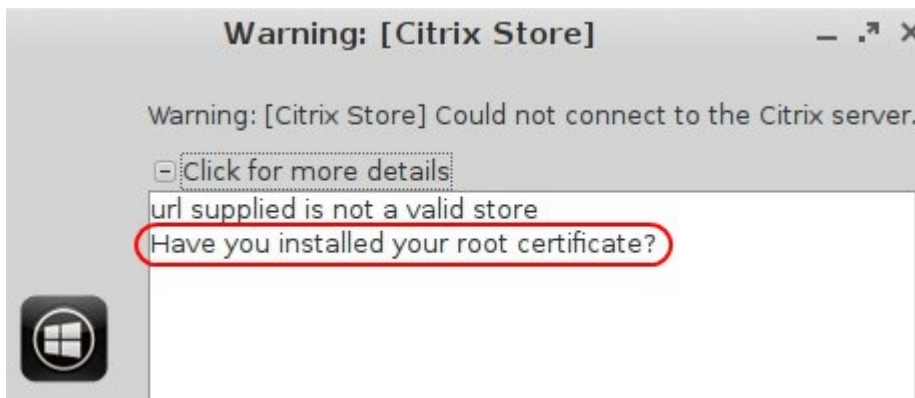 Warning: [Citrix Store]
Warning: [Citrix Store] Could not connect to the Citrix server.
Click for more details
url supplied is not a valid store
Have you installed your root certificate?